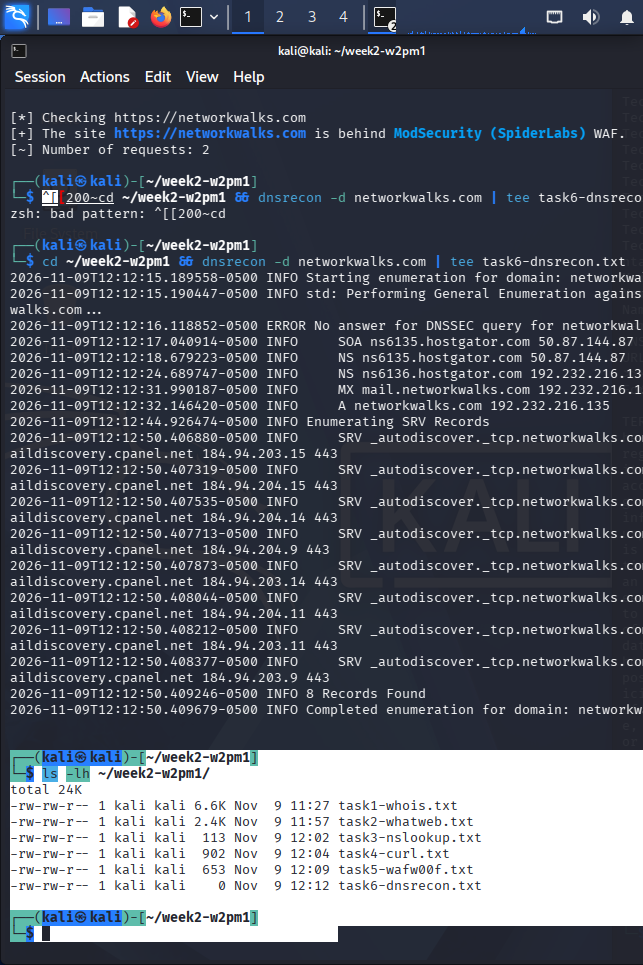 1 2 3 4
2
kali@kali: ~/week2-w2pm1
Session Actions Edit View Help
[*] Checking https://networkwalks.com
[+] The site https://networkwalks.com is behind ModSecurity (SpiderLabs) WAF.
[~] Number of requests: 2
┌──(kali㉿kali)-[~/week2-w2pm1]
└─$ ^[[200~cd ~/week2-w2pm1 && dnsrecon -d networkwalks.com | tee task6-dnsreco
zsh: bad pattern: ^[[200~cd
┌──(kali㉿kali)-[~/week2-w2pm1]
└─$ cd ~/week2-w2pm1 && dnsrecon -d networkwalks.com | tee task6-dnsrecon.txt
2026-11-09T12:12:15.189558-0500 INFO Starting enumeration for domain: networkwa
2026-11-09T12:12:15.190447-0500 INFO std: Performing General Enumeration agains
walks.com...
2026-11-09T12:12:16.118852-0500 ERROR No answer for DNSSEC query for networkwal
2026-11-09T12:12:17.040914-0500 INFO SOA ns6135.hostgator.com 50.87.144.87
2026-11-09T12:12:18.679223-0500 INFO NS ns6135.hostgator.com 50.87.144.87
2026-11-09T12:12:24.689747-0500 INFO NS ns6136.hostgator.com 192.232.216.13
2026-11-09T12:12:31.990187-0500 INFO MX mail.networkwalks.com 192.232.216.1
2026-11-09T12:12:32.146420-0500 INFO A networkwalks.com 192.232.216.135
2026-11-09T12:12:44.926474-0500 INFO Enumerating SRV Records
2026-11-09T12:12:50.406880-0500 INFO SRV _autodiscover._tcp.networkwalks.co
aildiscovery.cpanel.net 184.94.203.15 443
2026-11-09T12:12:50.407319-0500 INFO SRV _autodiscover._tcp.networkwalks.co
aildiscovery.cpanel.net 184.94.204.15 443
2026-11-09T12:12:50.407535-0500 INFO SRV _autodiscover._tcp.networkwalks.co
aildiscovery.cpanel.net 184.94.204.14 443
2026-11-09T12:12:50.407713-0500 INFO SRV _autodiscover._tcp.networkwalks.co
aildiscovery.cpanel.net 184.94.204.9 443
2026-11-09T12:12:50.407873-0500 INFO SRV _autodiscover._tcp.networkwalks.co
aildiscovery.cpanel.net 184.94.203.14 443
2026-11-09T12:12:50.408044-0500 INFO SRV _autodiscover._tcp.networkwalks.co
aildiscovery.cpanel.net 184.94.204.11 443
2026-11-09T12:12:50.408212-0500 INFO SRV _autodiscover._tcp.networkwalks.co
aildiscovery.cpanel.net 184.94.203.11 443
2026-11-09T12:12:50.408377-0500 INFO SRV _autodiscover._tcp.networkwalks.co
aildiscovery.cpanel.net 184.94.203.9 443
2026-11-09T12:12:50.409246-0500 INFO 8 Records Found
2026-11-09T12:12:50.409679-0500 INFO Completed enumeration for domain: networkw
┌──(kali㉿kali)-[~/week2-w2pm1]
└─$ ls -lh ~/week2-w2pm1/
total 24K
-rw-rw-r-- 1 kali kali 6.6K Nov 9 11:27 task1-whois.txt
-rw-rw-r-- 1 kali kali 2.4K Nov 9 11:57 task2-whatweb.txt
-rw-rw-r-- 1 kali kali 113 Nov 9 12:02 task3-nslookup.txt
-rw-rw-r-- 1 kali kali 902 Nov 9 12:04 task4-curl.txt
-rw-rw-r-- 1 kali kali 653 Nov 9 12:09 task5-wafw00f.txt
-rw-rw-r-- 1 kali kali 0 Nov 9 12:12 task6-dnsrecon.txt
┌──(kali㉿kali)-[~/week2-w2pm1]
└─$
KALI